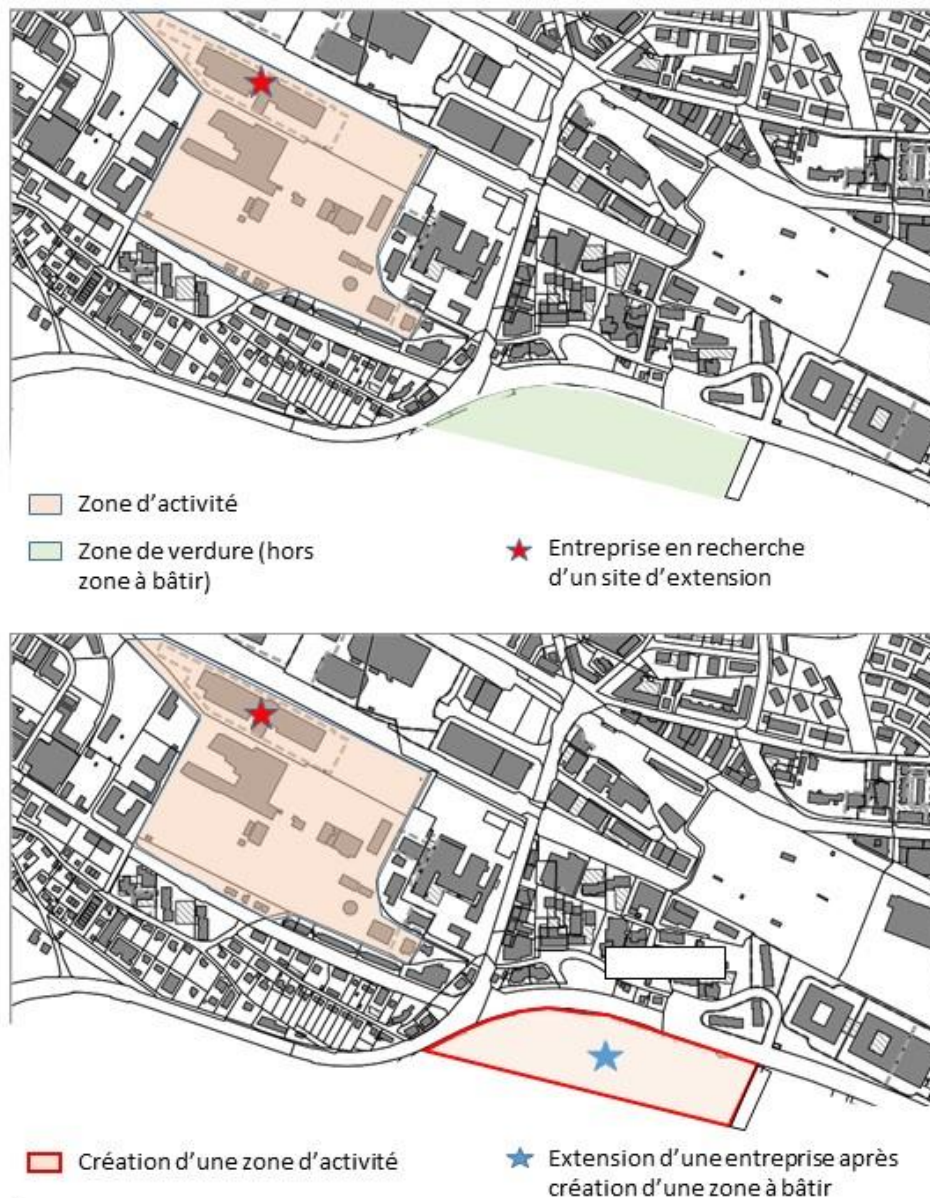 Zone d'activité
Zone de verdure (hors
zone à bâtir)
Entreprise en recherche
d'un site d'extension
Création d'une zone d'activité
Extension d'une entreprise après
création d'une zone à bâtir